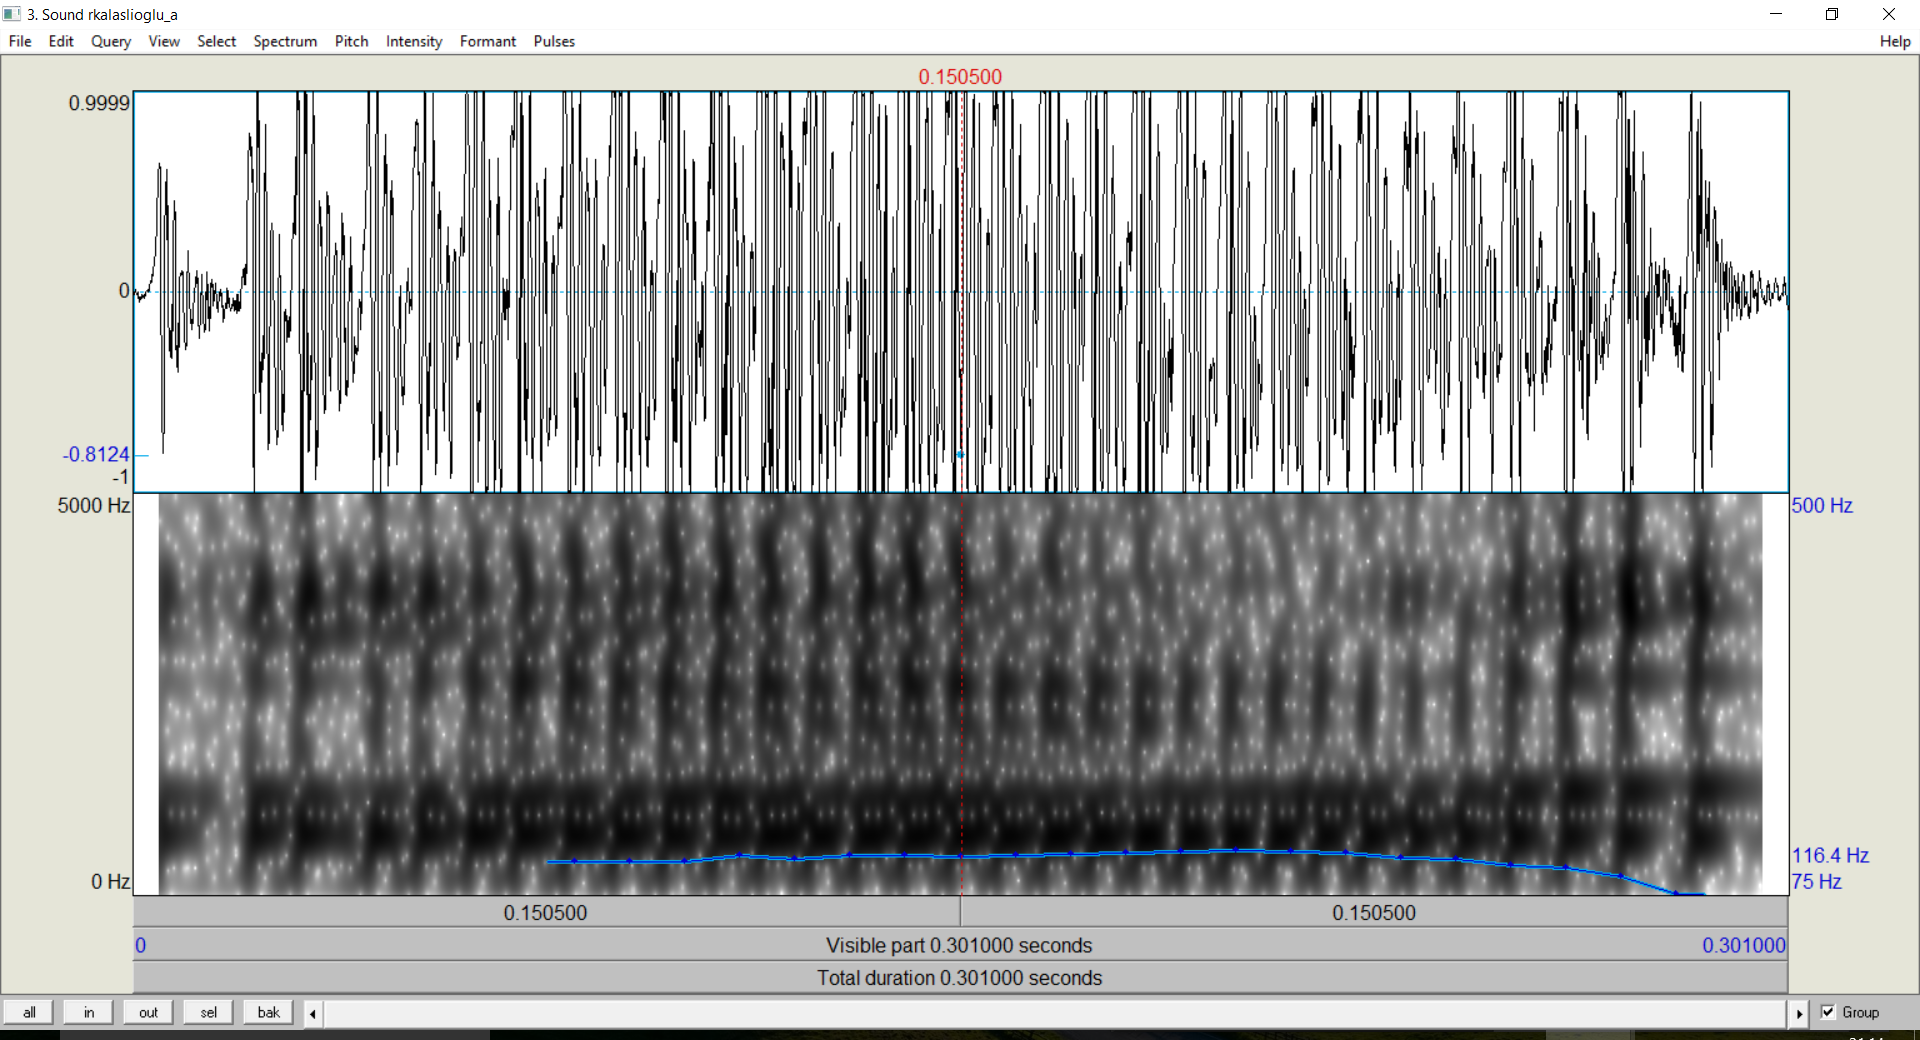 3. Sound rkalaslioglu_a
File Edit Query View Select Spectrum Pitch Intensity Formant Pulses Help
0.150500
0.9999
0
-0.8124
-1
5000 Hz 500 Hz
116.4 Hz
0 Hz 75 Hz
0.150500 0.150500
0 Visible part 0.301000 seconds 0.301000
Total duration 0.301000 seconds
all in out sel bak Group